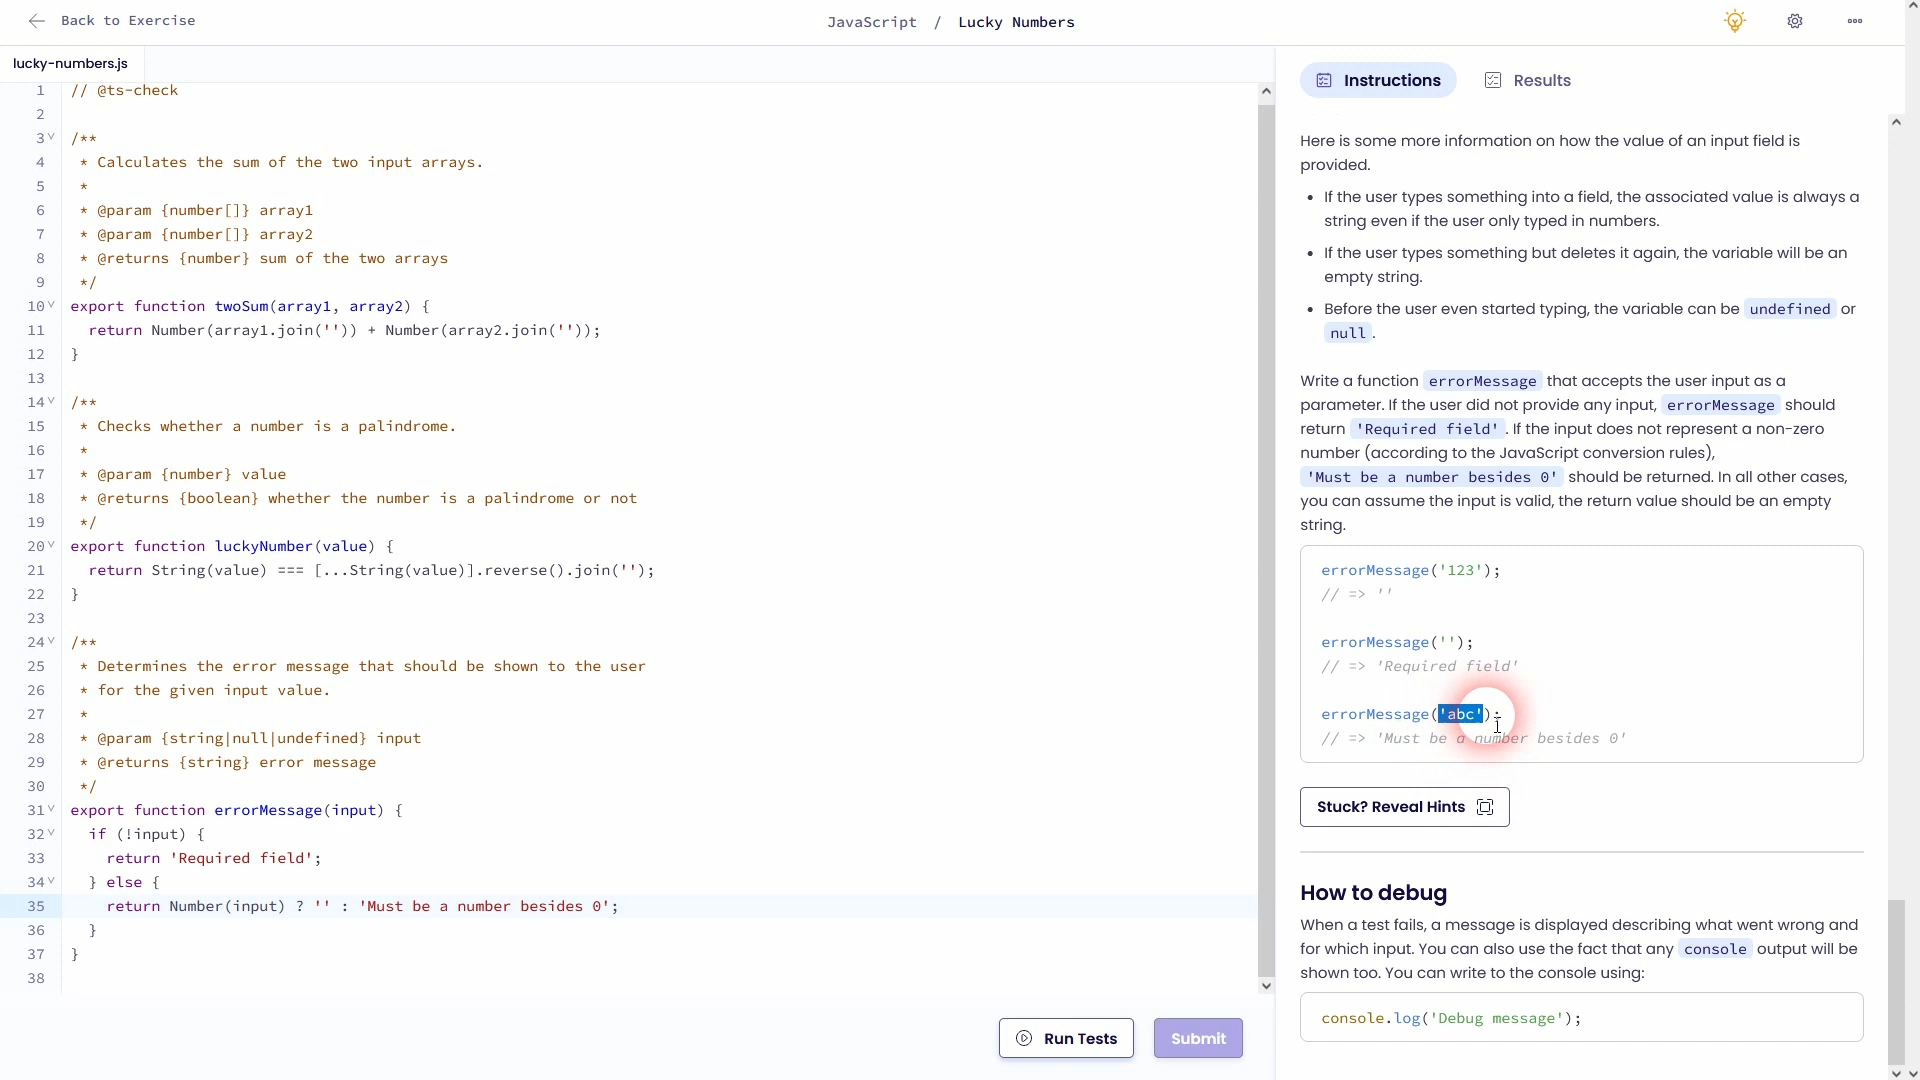 Back to Exercise
JavaScript / Lucky Numbers
lucky-numbers.js
1 // @ts-check
2
3 /**
4  * Calculates the sum of the two input arrays.
5  *
6  * @param {number[]} array1
7  * @param {number[]} array2
8  * @returns {number} sum of the two arrays
9  */
10 export function twoSum(array1, array2) {
11   return Number(array1.join('')) + Number(array2.join(''));
12 }
13
14 /**
15  * Checks whether a number is a palindrome.
16  *
17  * @param {number} value
18  * @returns {boolean} whether the number is a palindrome or not
19  */
20 export function luckyNumber(value) {
21   return String(value) === [...String(value)].reverse().join('');
22 }
23
24 /**
25  * Determines the error message that should be shown to the user
26  * for the given input value.
27  *
28  * @param {string|null|undefined} input
29  * @returns {string} error message
30  */
31 export function errorMessage(input) {
32   if (!input) {
33     return 'Required field';
34   } else {
35     return Number(input) ? '' : 'Must be a number besides 0';
36   }
37 }
38
Run Tests
Submit
Instructions
Results
Here is some more information on how the value of an input field is
provided.
• If the user types something into a field, the associated value is always a
string even if the user only typed in numbers.
• If the user types something but deletes it again, the variable will be an
empty string.
• Before the user even started typing, the variable can be undefined or
null.
Write a function errorMessage that accepts the user input as a
parameter. If the user did not provide any input, errorMessage should
return 'Required field'. If the input does not represent a non-zero
number (according to the JavaScript conversion rules),
'Must be a number besides 0' should be returned. In all other cases,
you can assume the input is valid, the return value should be an empty
string.
errorMessage('123');
// => ''
errorMessage('');
// => 'Required field'
errorMessage('abc');
// => 'Must be a number besides 0'
Stuck? Reveal Hints
How to debug
When a test fails, a message is displayed describing what went wrong and
for which input. You can also use the fact that any console output will be
shown too. You can write to the console using:
console.log('Debug message');